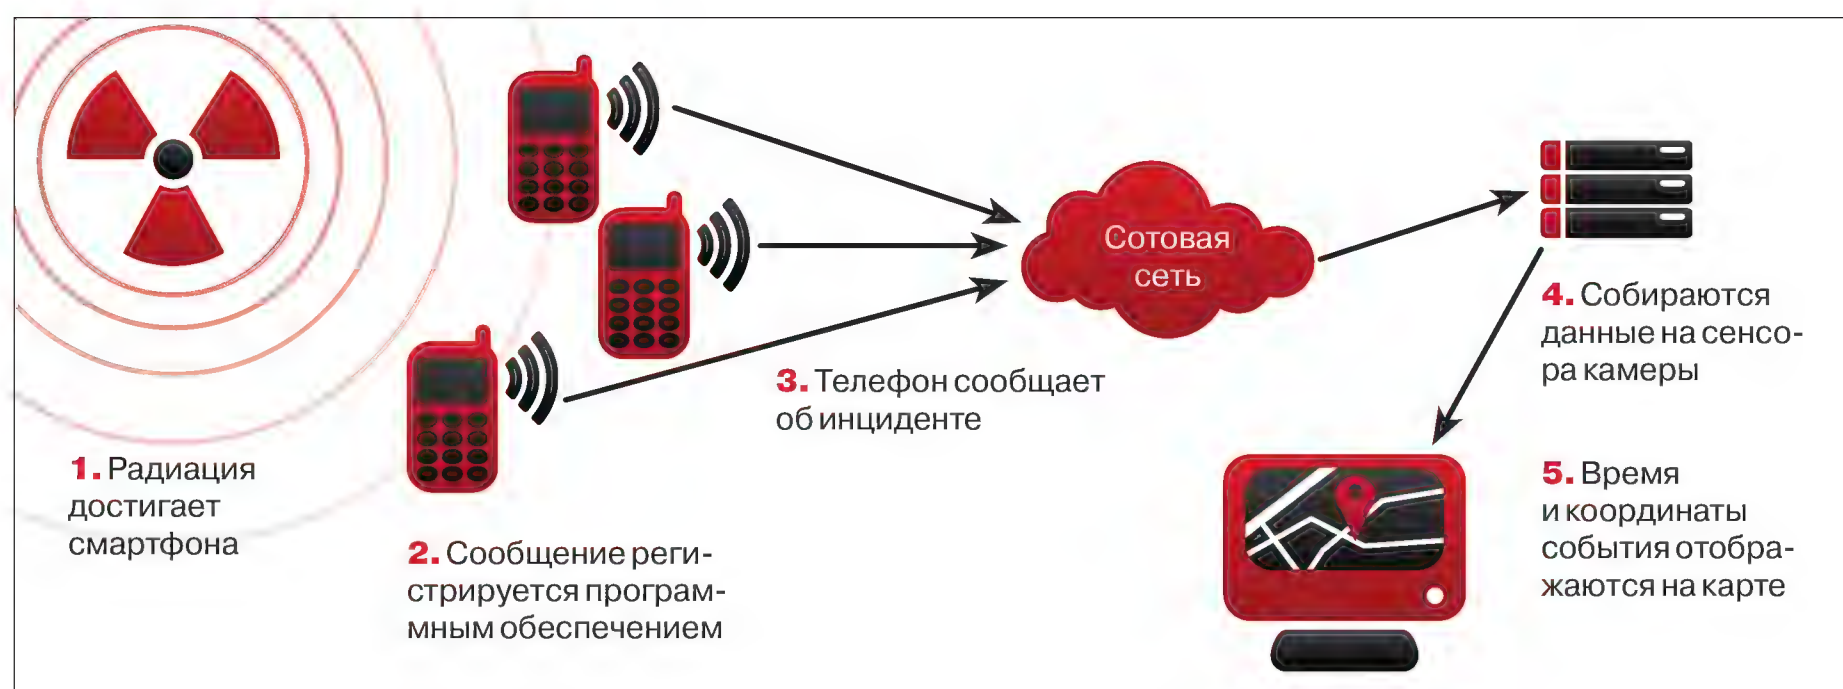 Сотовая
сеть
1. Радиация
достигает
смартфона
2. Сообщение реги-
стрируется програм-
мным обеспечением
3. Телефон сообщает
об инциденте
4. Собираются
данные на сенсо-
ра камеры
5. Время
и координаты
события отобра-
жаются на карте